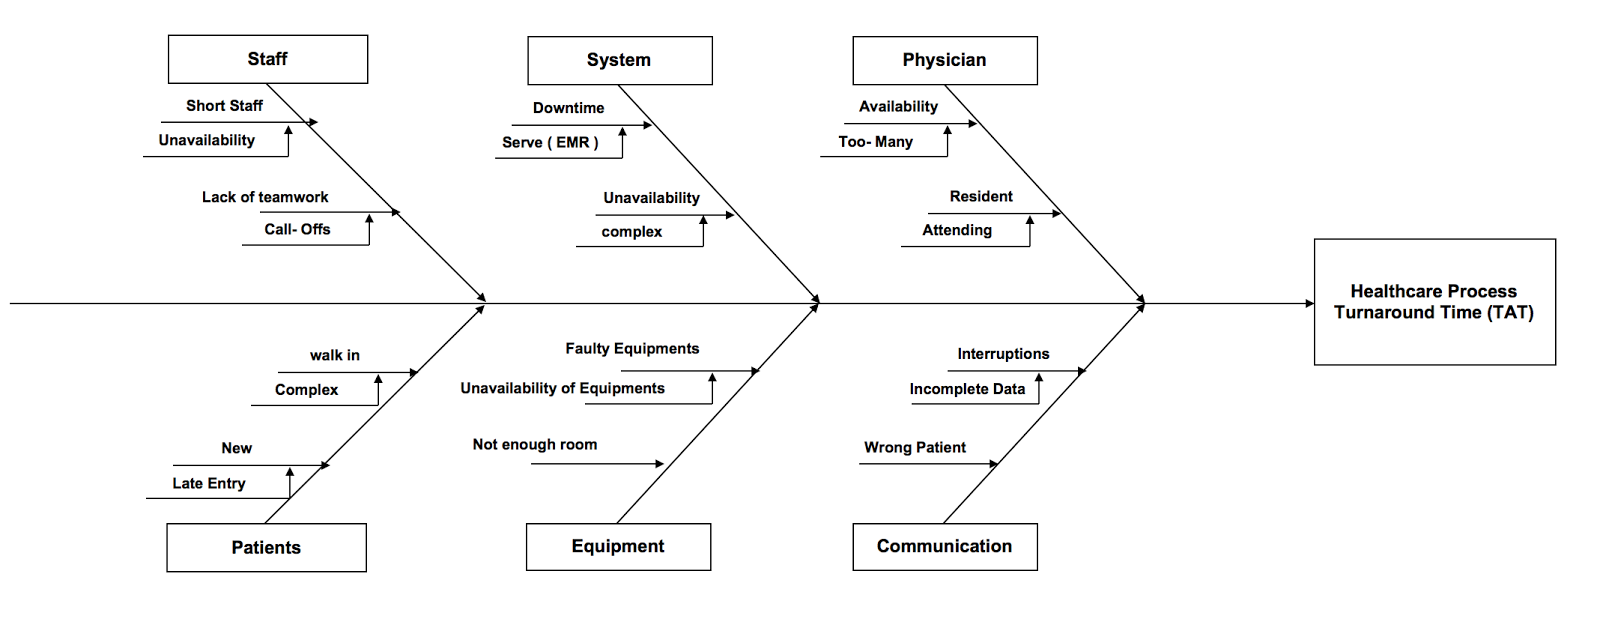 Staff
System
Physician
Short Staff
Unavailability
Downtime
Serve ( EMR )
Availability
Too- Many
Lack of teamwork
Call- Offs
Unavailability
complex
Resident
Attending
Healthcare Process
Turnaround Time (TAT)
walk in
Complex
Faulty Equipments
Unavailability of Equipments
Interruptions
Incomplete Data
New
Late Entry
Not enough room
Wrong Patient
Patients
Equipment
Communication